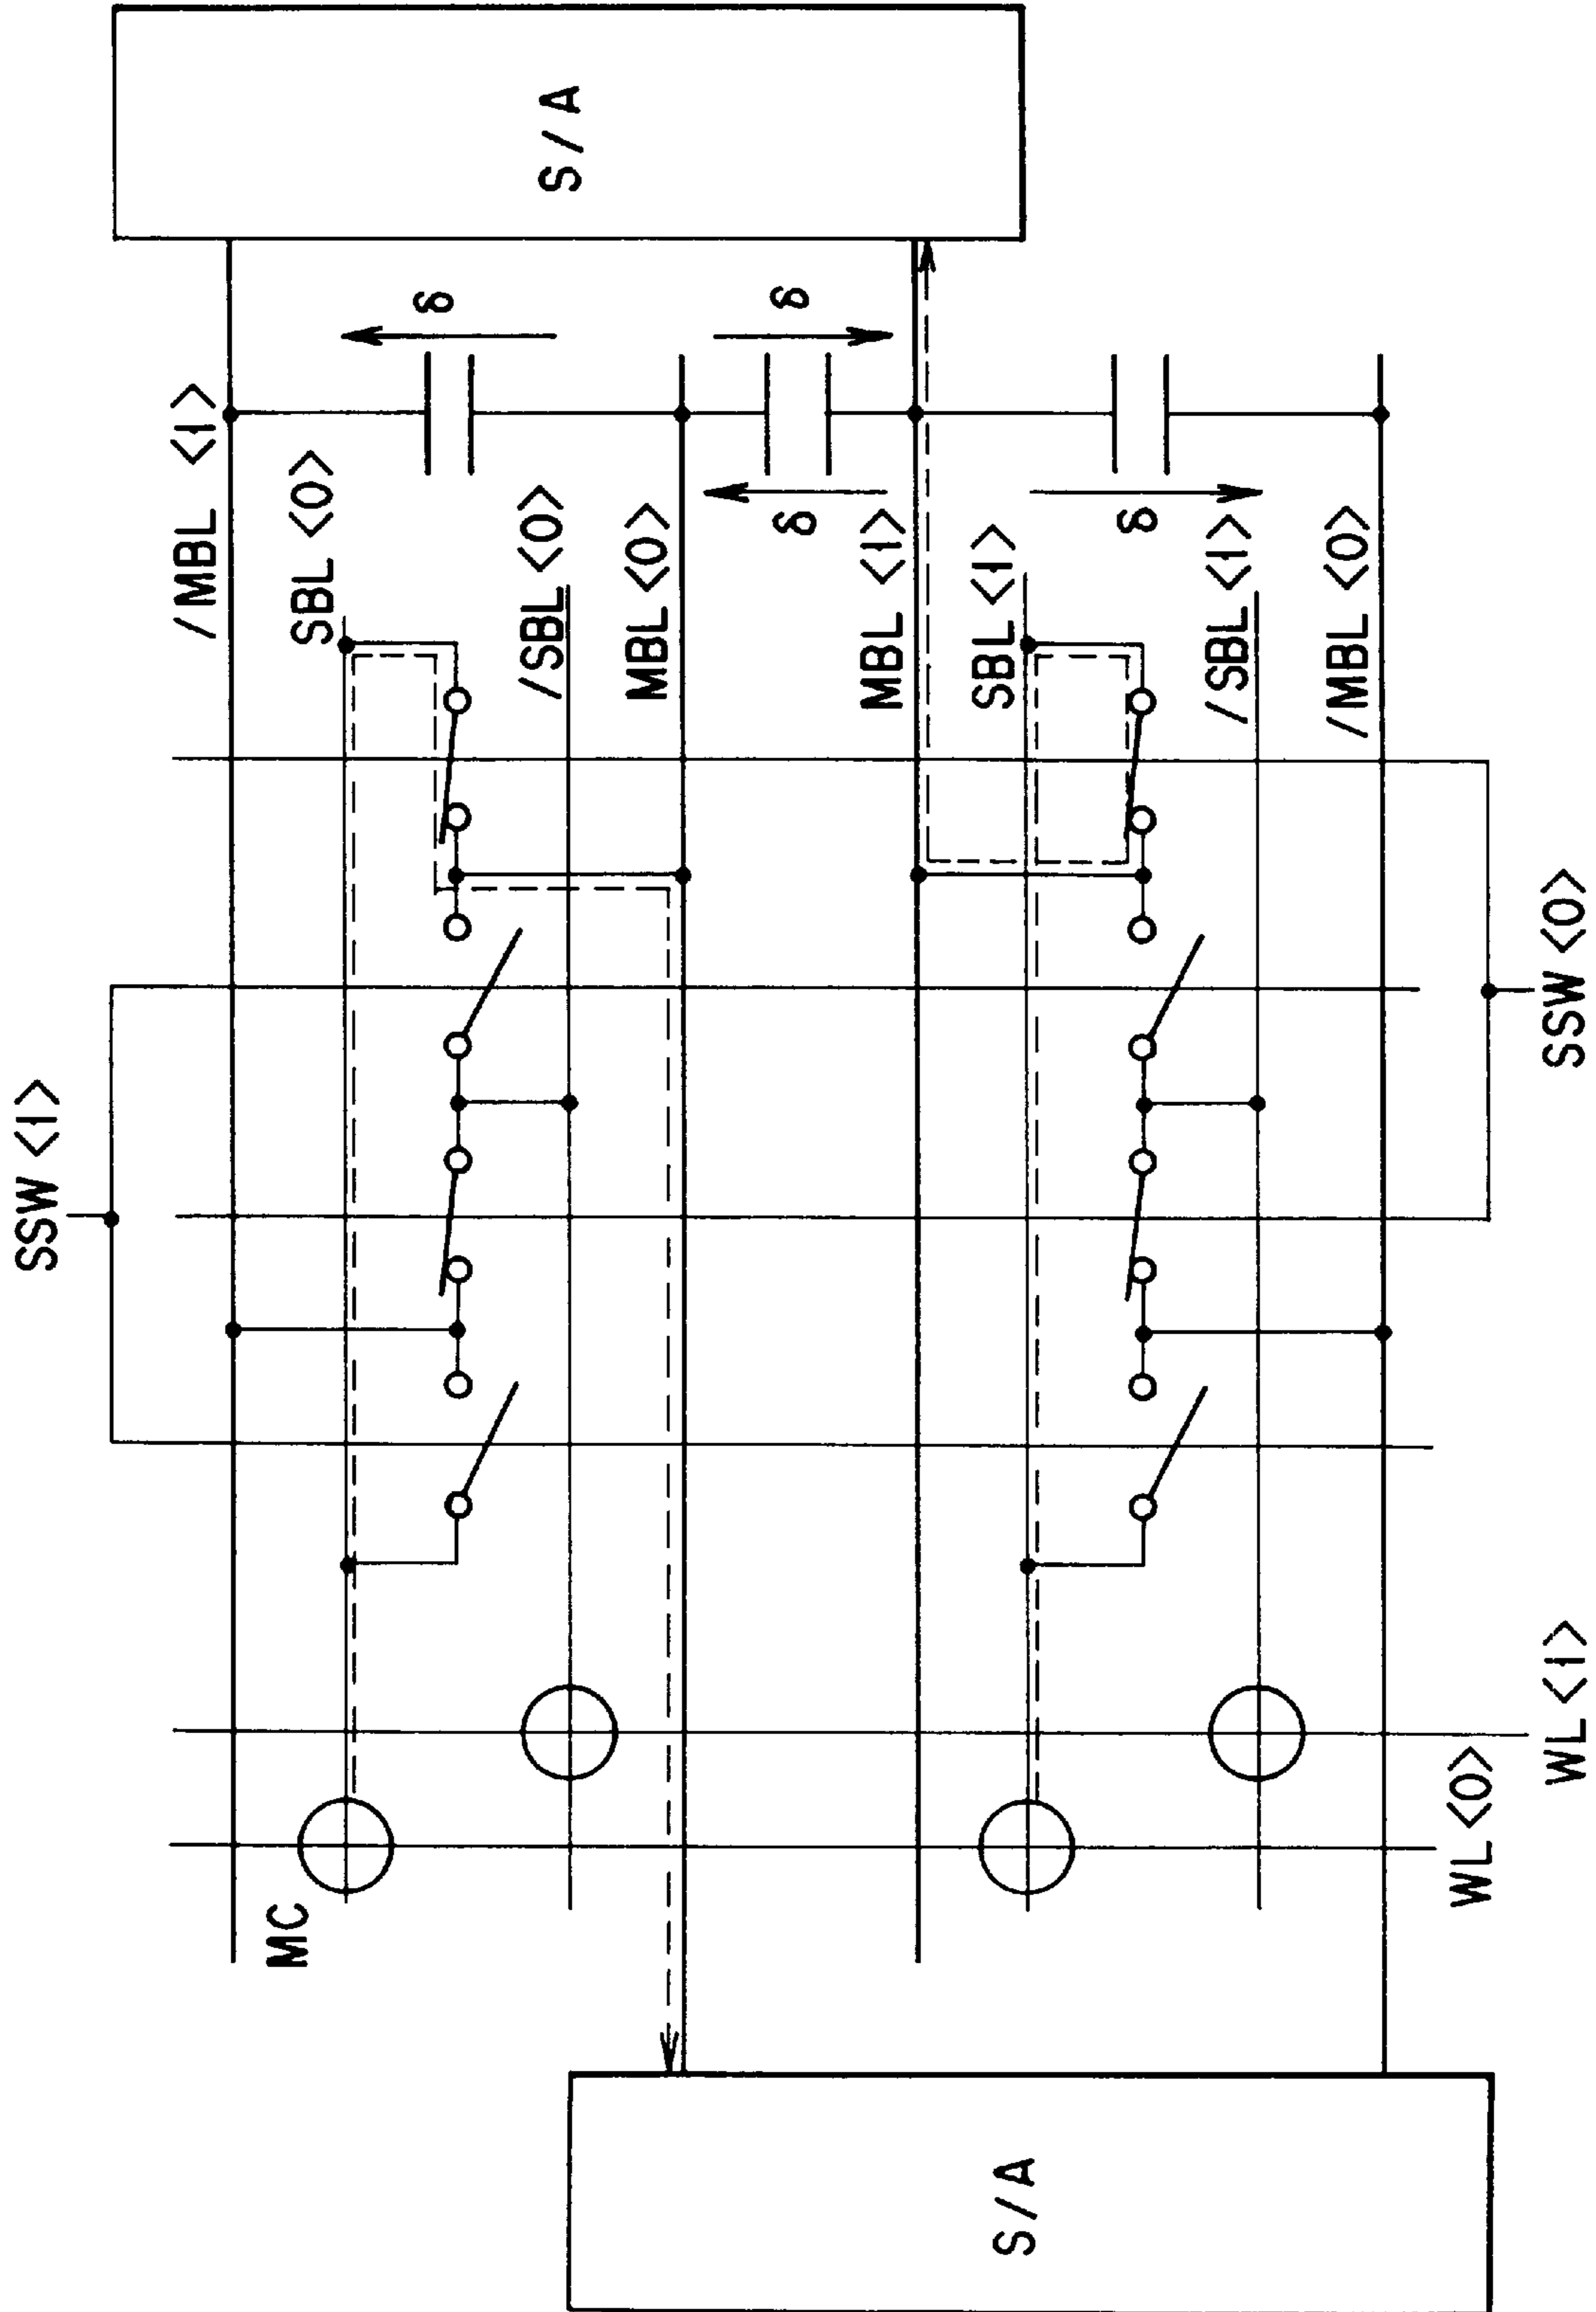 S/A
/MBL <1>
SBL <0>
/SBL <0>
MBL <0>
MBL <1>
SBL <1>
/SBL <1>
/MBL <0>
δ
δ
δ
δ
SSW <1>
SSW <0>
MC
WL <0>
WL <1>
S/A